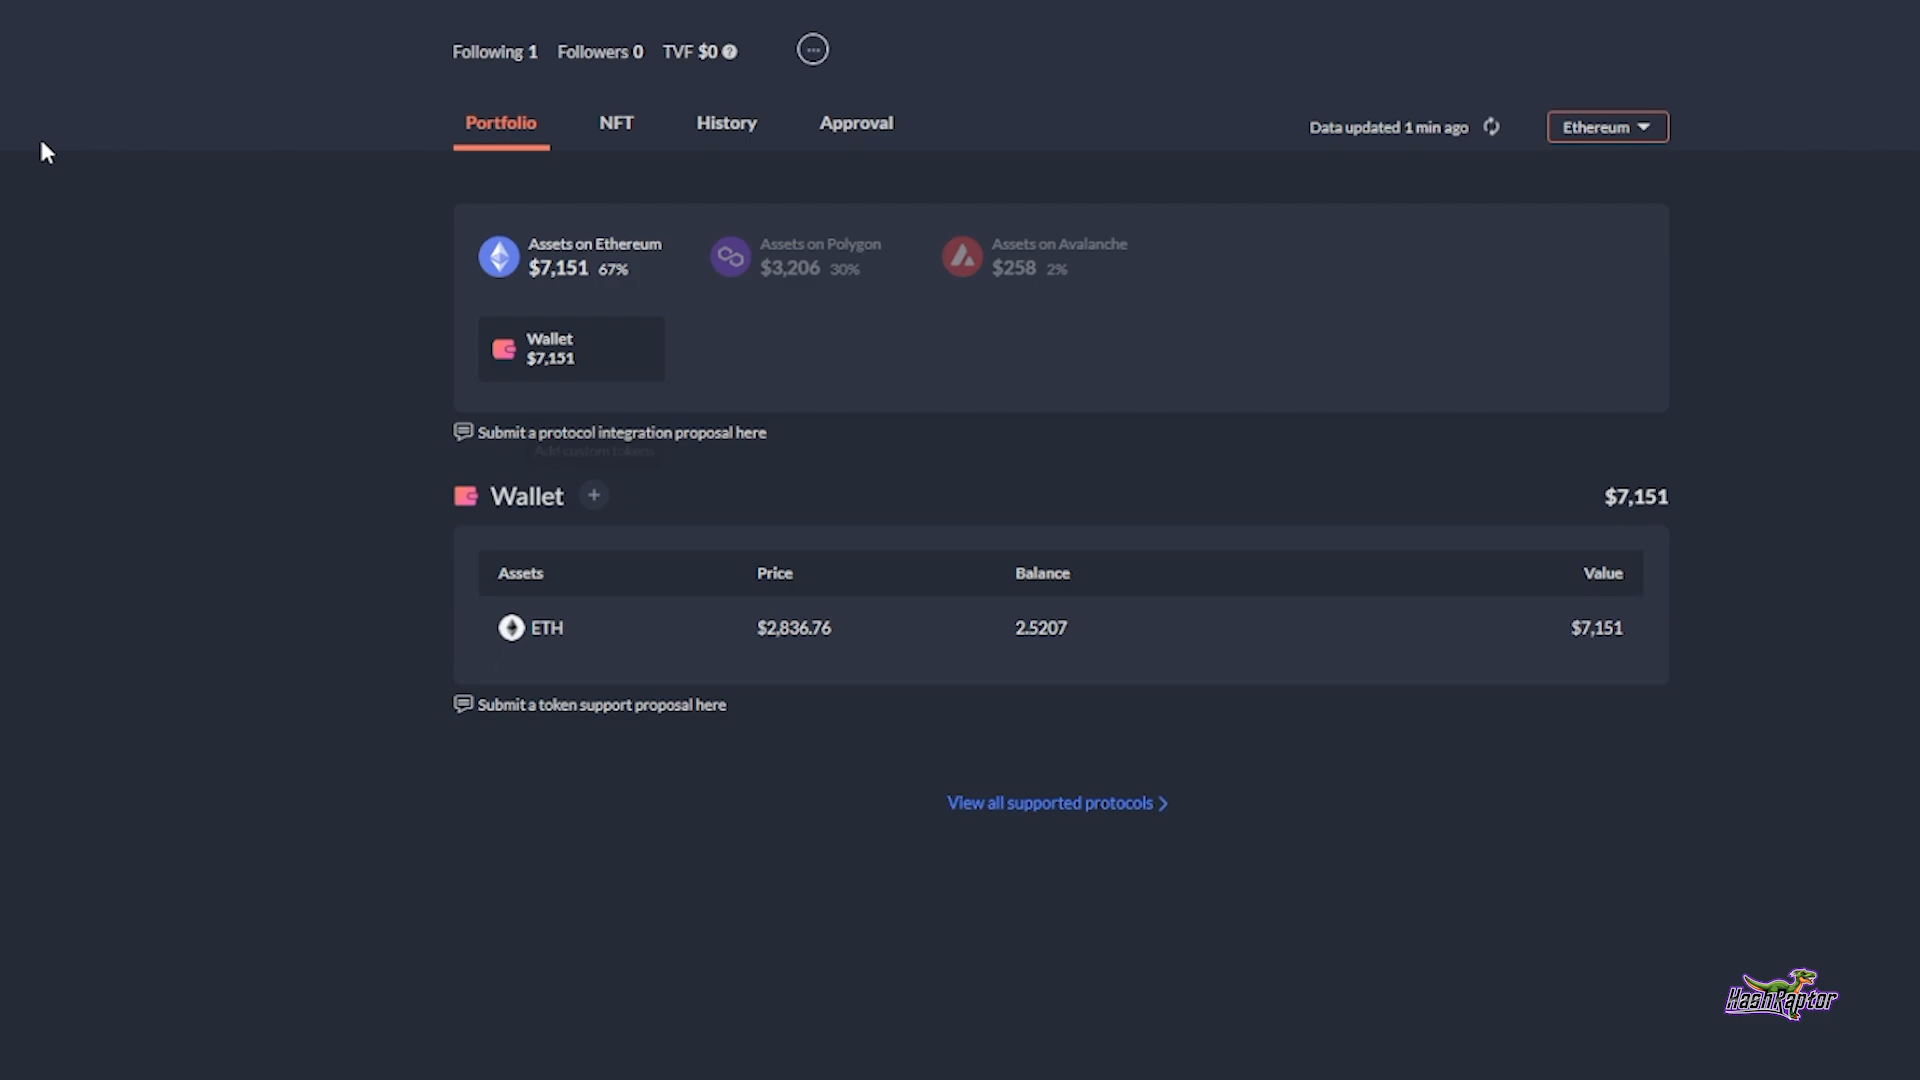 Following 1 Followers 0 TVF $0
Portfolio NFT History Approval Data updated 1 min ago Ethereum
Assets on Ethereum Assets on Polygon Assets on Avalanche
$7,151 67% $3,206 30% $258 2%
Wallet
$7,151
Submit a protocol integration proposal here
Add custom tokens
Wallet + $7,151
Assets Price Balance Value
ETH $2,836.76 2.5207 $7,151
Submit a token support proposal here
View all supported protocols
HashRaptor